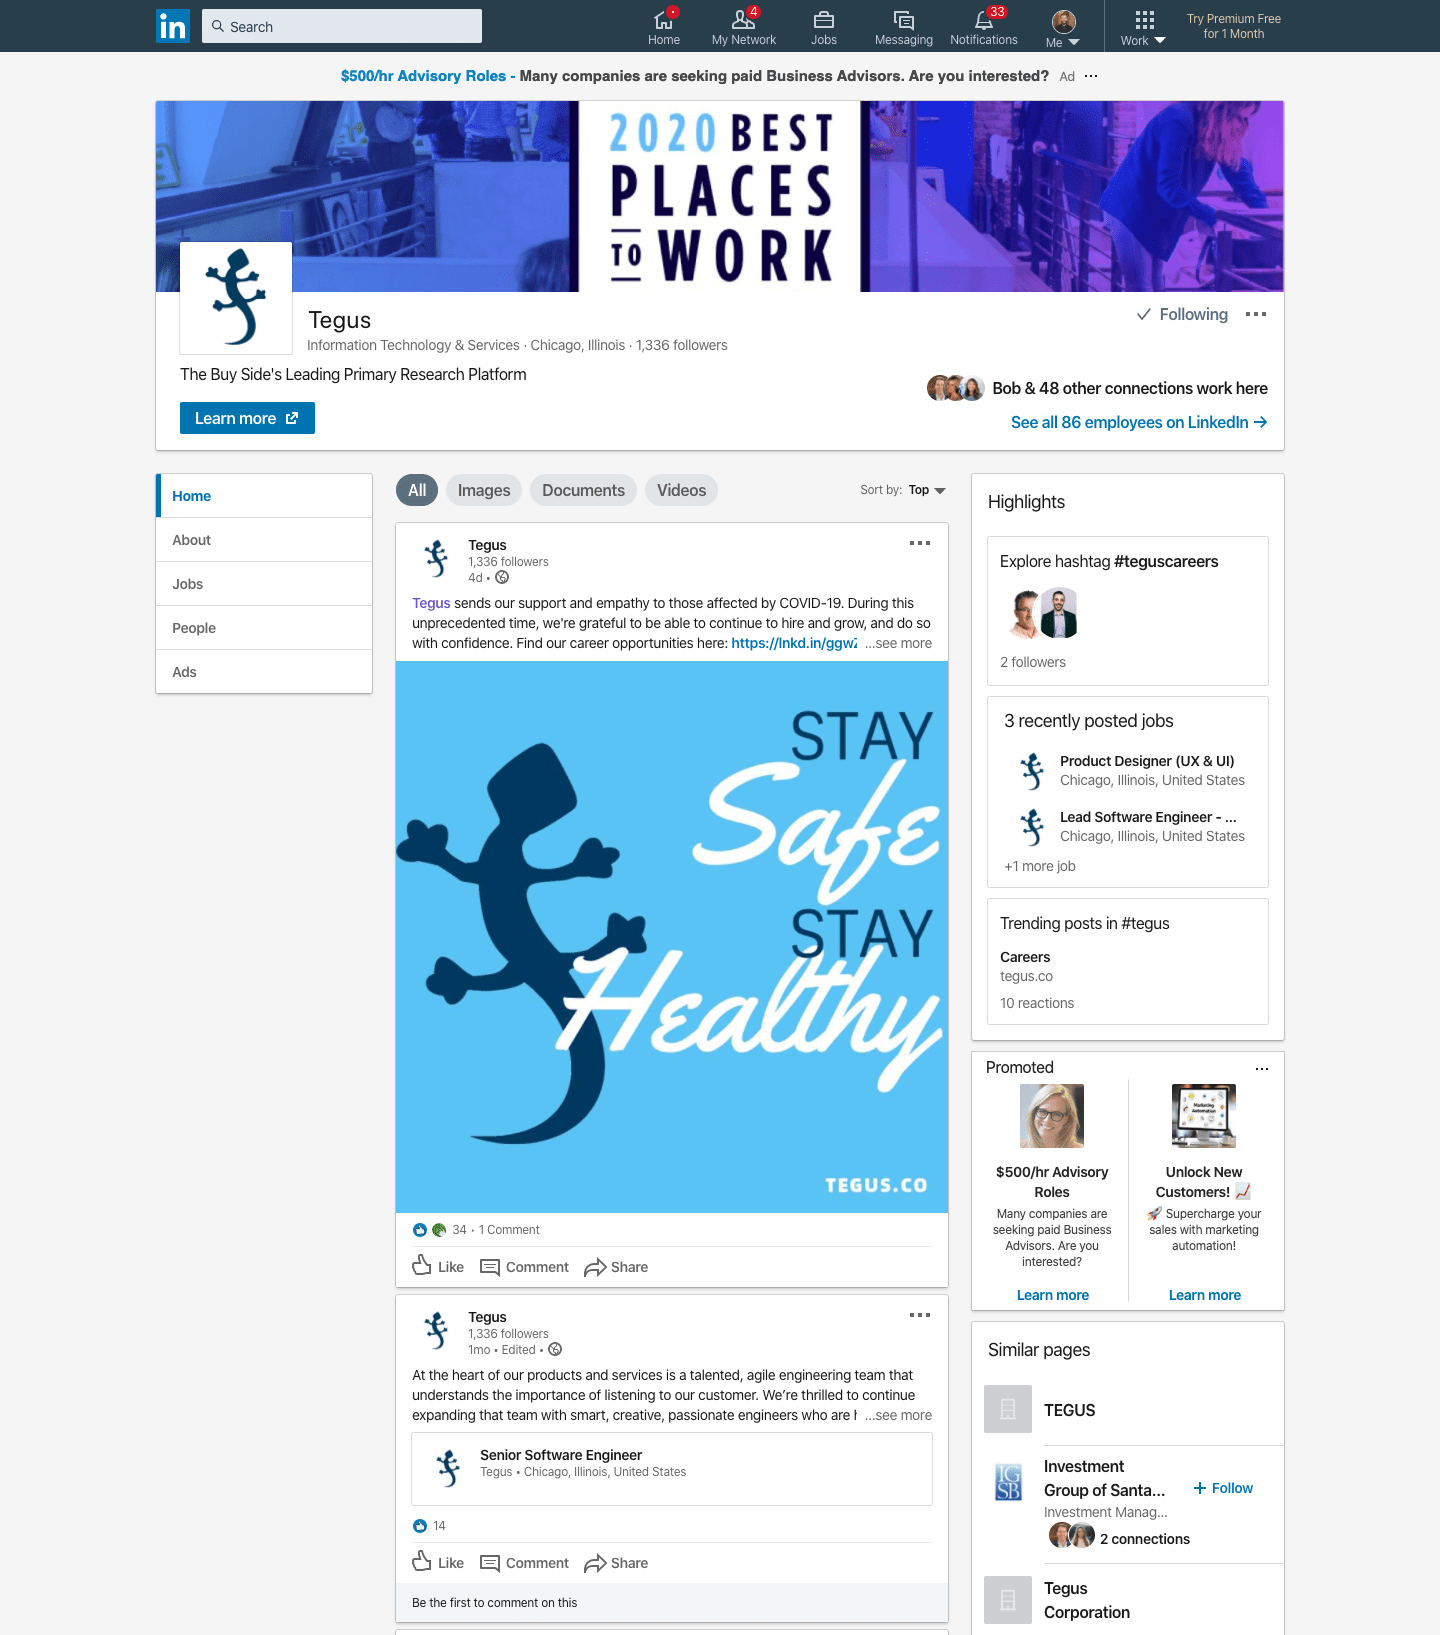 in
Search
Home
4
My Network
Jobs
Messaging
33
Notifications
Me
Work
Try Premium Free
for 1 Month
$500/hr Advisory Roles - Many companies are seeking paid Business Advisors. Are you interested? Ad ···
2020 BEST
PLACES
TO WORK
Tegus
Information Technology & Services · Chicago, Illinois · 1,336 followers
Following
The Buy Side's Leading Primary Research Platform
Learn more
Bob & 48 other connections work here
See all 86 employees on LinkedIn →
Home
About
Jobs
People
Ads
All
Images
Documents
Videos
Sort by: Top
Tegus
1,336 followers
4d •
Tegus sends our support and empathy to those affected by COVID-19. During this
unprecedented time, we're grateful to be able to continue to hire and grow, and do so
with confidence. Find our career opportunities here: https://lnkd.in/ggwZ ...see more
STAY
Safe
STAY
Healthy
TEGUS.CO
34 · 1 Comment
Like
Comment
Share
Tegus
1,336 followers
1mo • Edited •
At the heart of our products and services is a talented, agile engineering team that
understands the importance of listening to our customer. We’re thrilled to continue
expanding that team with smart, creative, passionate engineers who are ...see more
Senior Software Engineer
Tegus • Chicago, Illinois, United States
14
Like
Comment
Share
Be the first to comment on this
Highlights
Explore hashtag #teguscareers
2 followers
3 recently posted jobs
Product Designer (UX & UI)
Chicago, Illinois, United States
Lead Software Engineer - ...
Chicago, Illinois, United States
+1 more job
Trending posts in #tegus
Careers
tegus.co
10 reactions
Promoted
$500/hr Advisory
Roles
Many companies are
seeking paid Business
Advisors. Are you
interested?
Learn more
Marketing
Automation
Unlock New
Customers! 📈
🚀 Supercharge your
sales with marketing
automation!
Learn more
Similar pages
TEGUS
IG
SB
Investment
Group of Santa...
Investment Manag...
2 connections
+ Follow
Tegus
Corporation